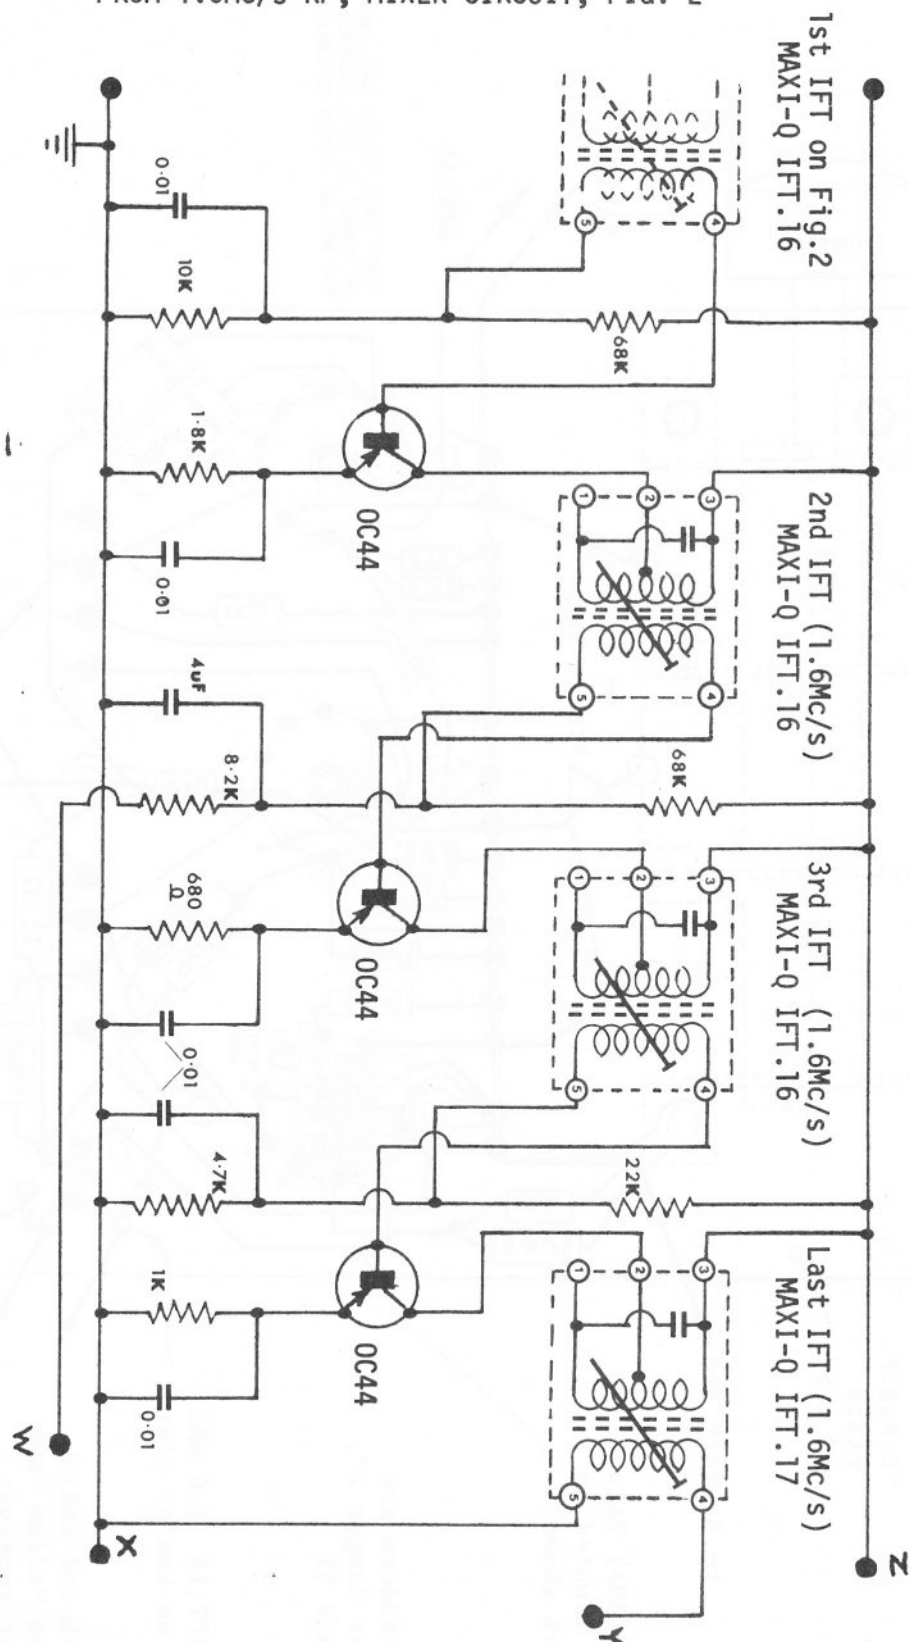 1st IFT on Fig.2
MAXI-Q IFT.16
2nd IFT (1.6Mc/s)
MAXI-Q IFT.16
3rd IFT (1.6Mc/s)
MAXI-Q IFT.16
Last IFT (1.6Mc/s)
MAXI-Q IFT.17
Z
5
4
1
2
3
5
4
1
2
3
5
4
1
2
3
5
4
Y
68K
68K
22K
OC44
OC44
OC44
0·01
10K
1·8K
0·01
4uF
8·2K
680
Ω
0·01
4·7K
1K
0·01
W
X